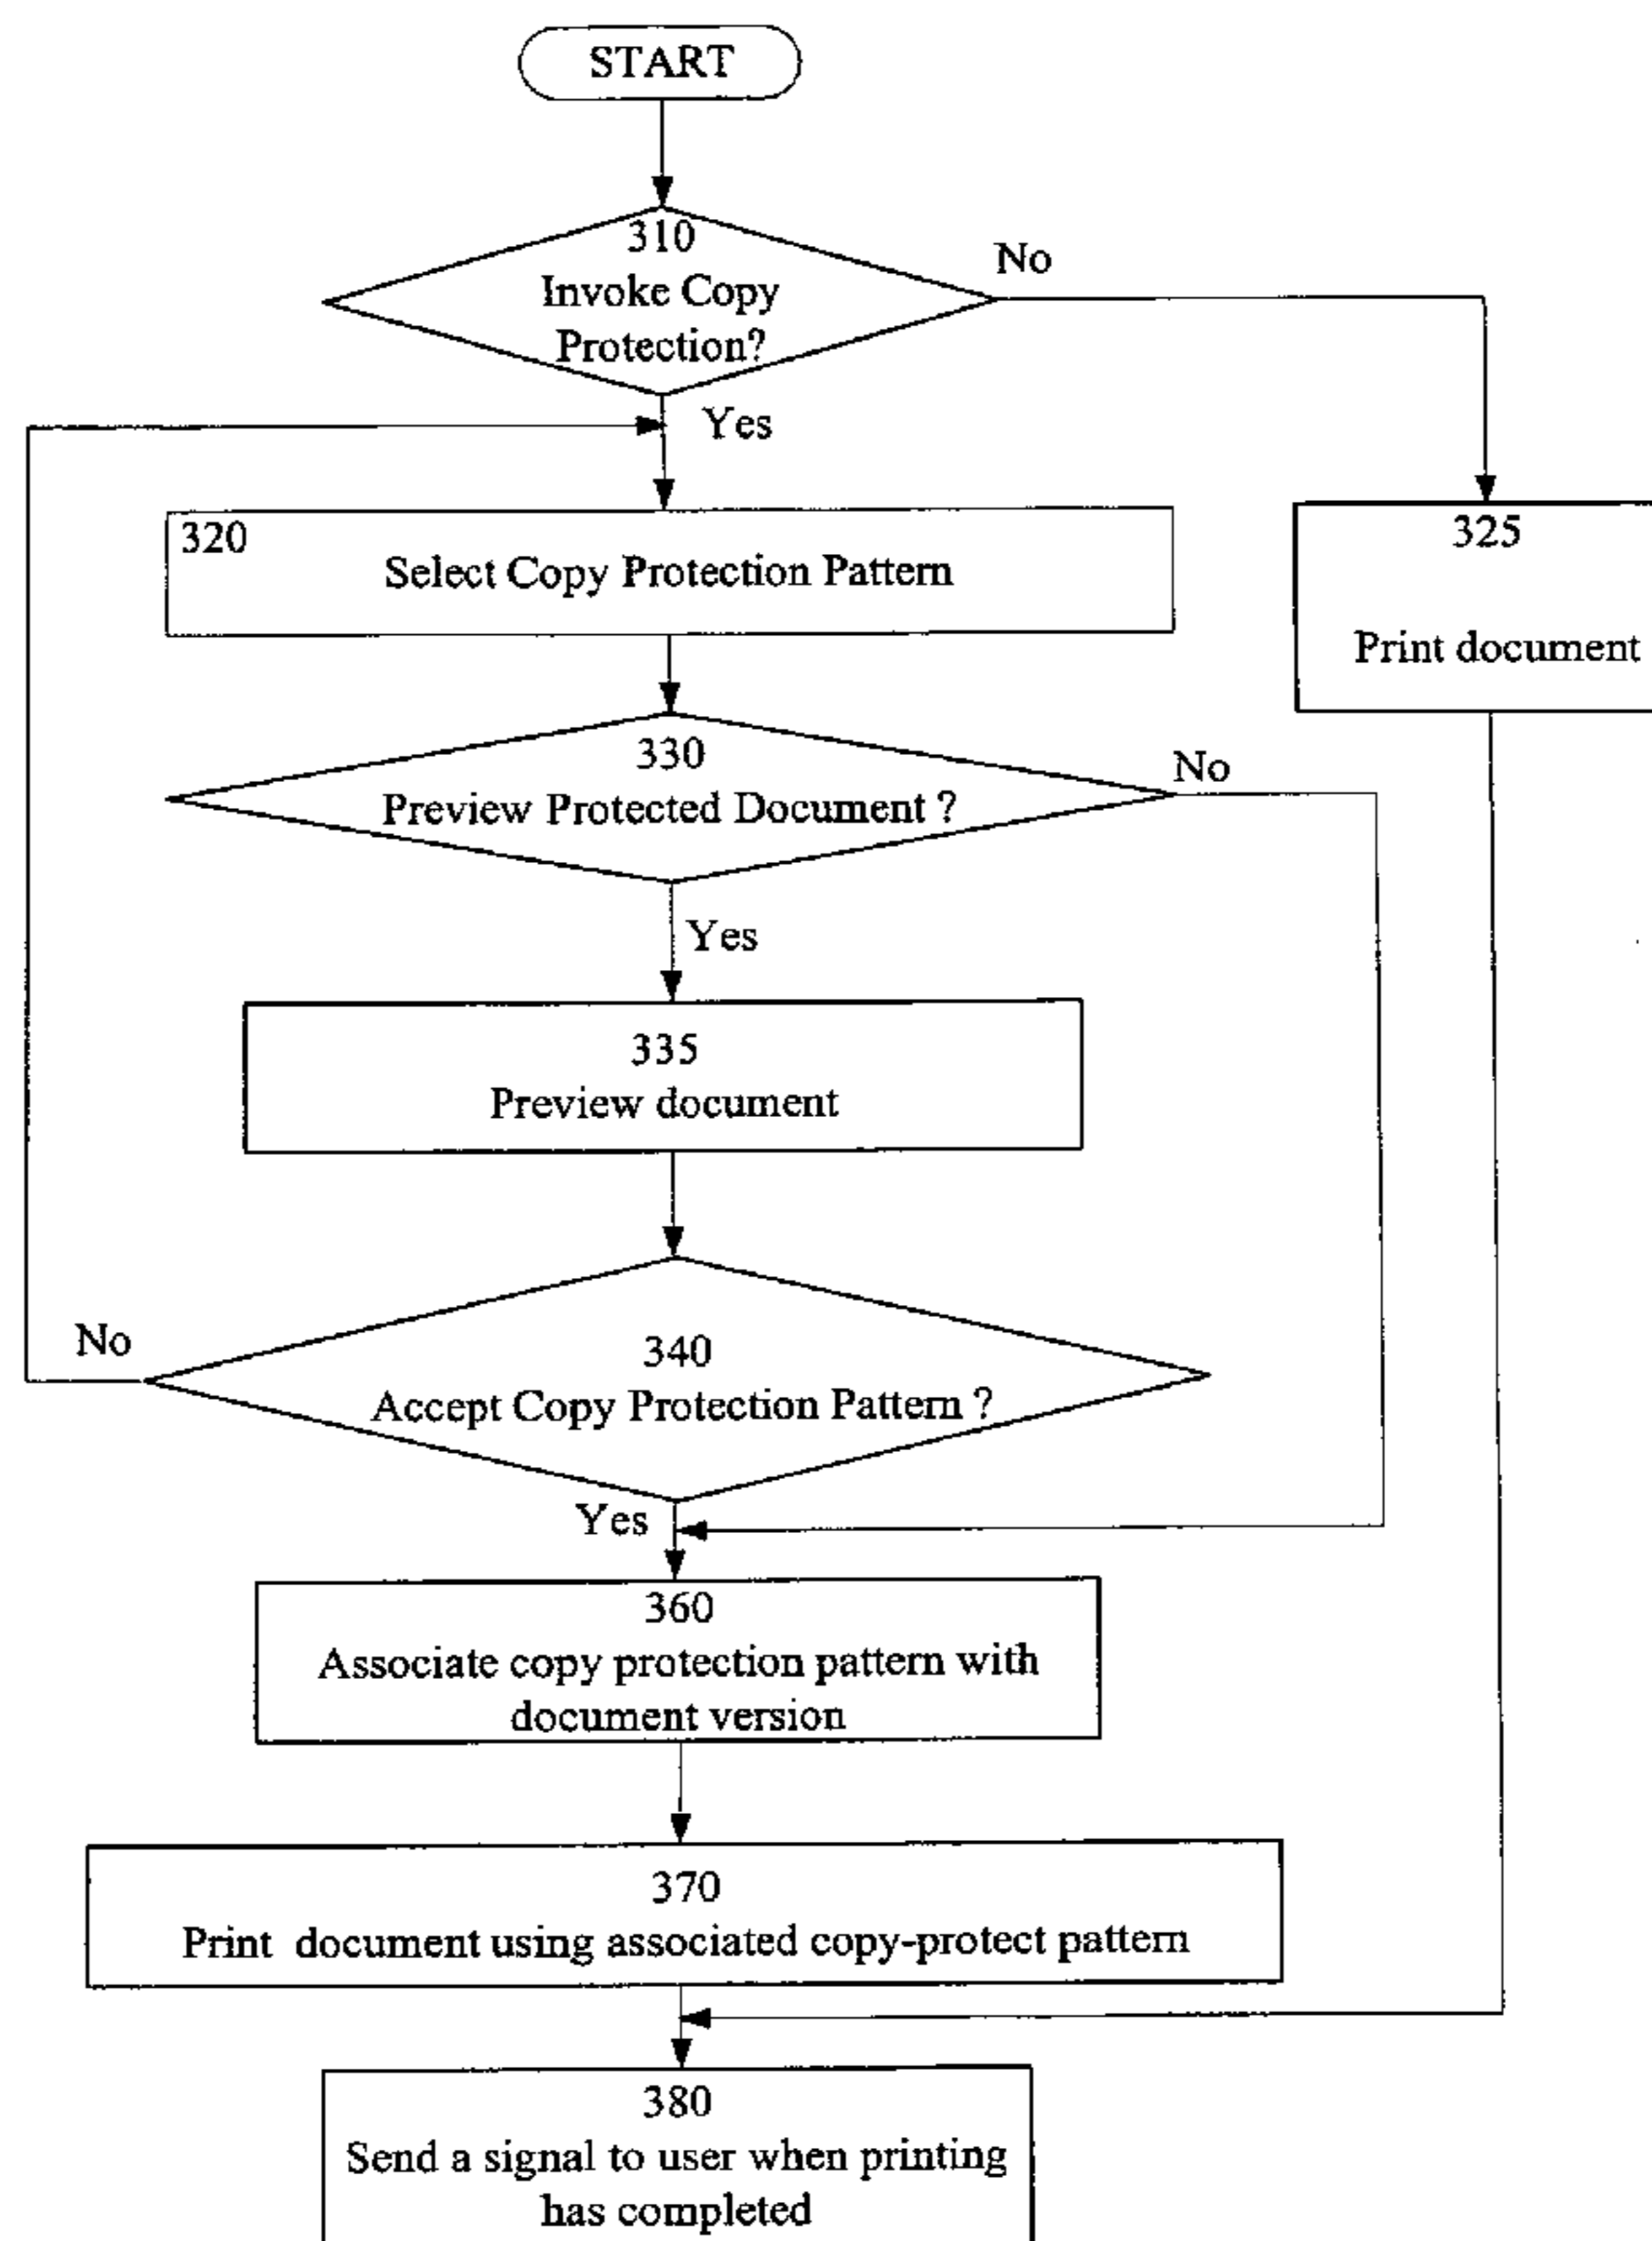 START
310
Invoke Copy
Protection?
No
Yes
320
Select Copy Protection Pattern
325
Print document
330
Preview Protected Document ?
No
Yes
335
Preview document
340
Accept Copy Protection Pattern ?
No
Yes
360
Associate copy protection pattern with
document version
370
Print document using associated copy-protect pattern
380
Send a signal to user when printing
has completed